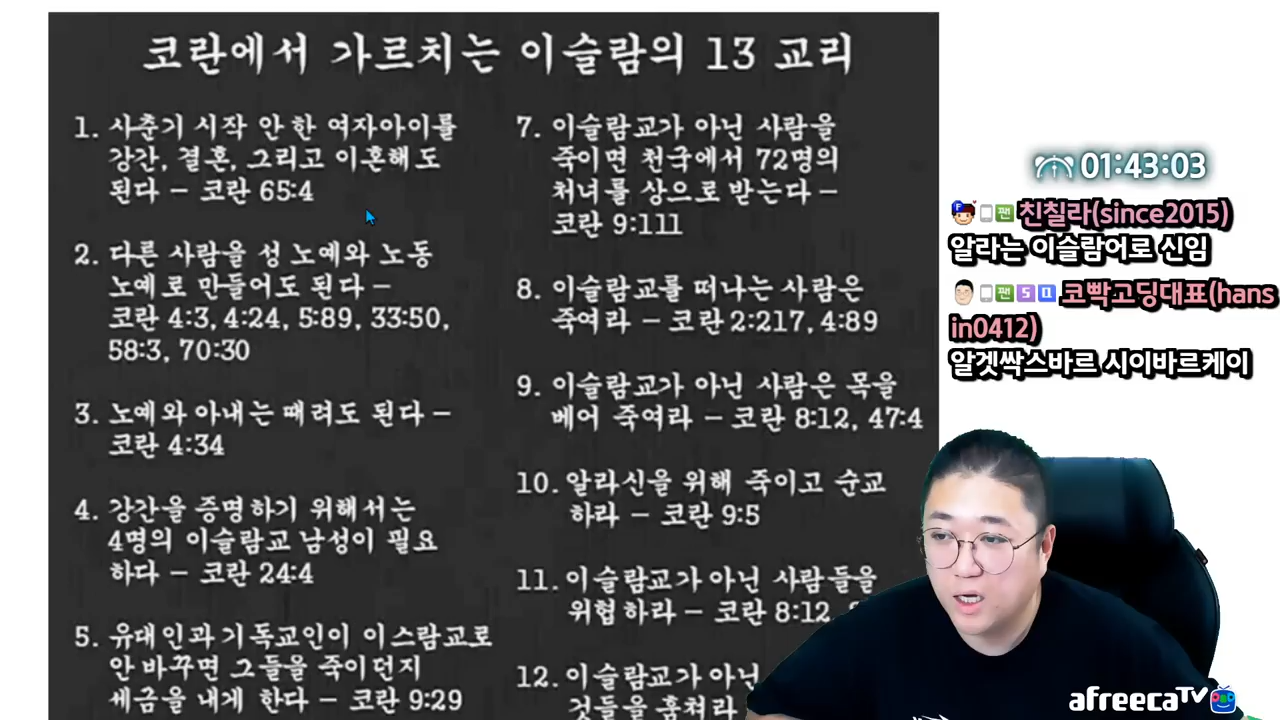 코란에서 가르치는 이슬람의 13 교리
1. 사춘기 시작 안 한 여자아이를
강간, 결혼, 그리고 이혼해도
된다 – 코란 65:4
2. 다른 사람을 성 노예와 노동
노예로 만들어도 된다 –
코란 4:3, 4:24, 5:89, 33:50,
58:3, 70:30
3. 노예와 아내는 때려도 된다 –
코란 4:34
4. 강간을 증명하기 위해서는
4명의 이슬람교 남성이 필요
하다 – 코란 24:4
5. 유대인과 기독교인이 이스람교로
안 바꾸면 그들을 죽이던지
세금을 내게 한다 – 코란 9:29
7. 이슬람교가 아닌 사람을
죽이면 천국에서 72명의
처녀를 상으로 받는다 –
코란 9:111
8. 이슬람교를 떠나는 사람은
죽여라 – 코란 2:217, 4:89
9. 이슬람교가 아닌 사람은 목을
베어 죽여라 – 코란 8:12, 47:4
10. 알라신을 위해 죽이고 순교
하라 – 코란 9:5
11. 이슬람교가 아닌 사람들을
위협하라 – 코란 8:12,
12. 이슬람교가 아닌
것들을 훔쳐라
01:43:03
친칠라(since2015)
알라는 이슬람어로 신임
코빡고딩대표(hans
in0412)
알겟싹스바르 시이바르케이
afreecaTV